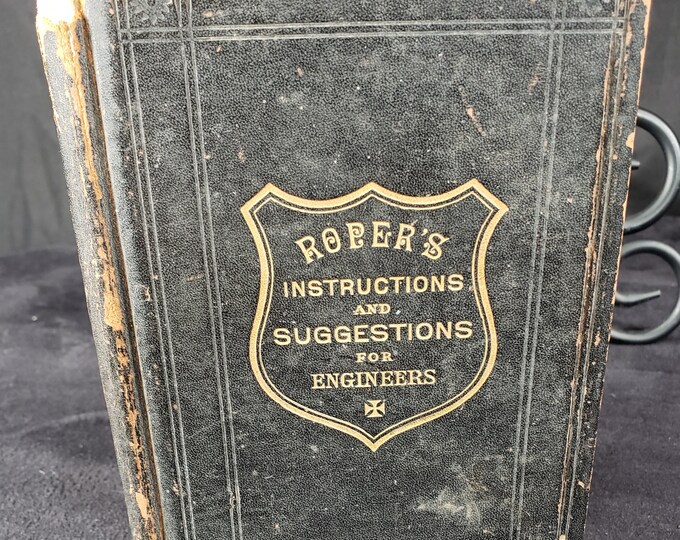 ROPER'S
INSTRUCTIONS
AND
SUGGESTIONS
FOR
ENGINEERS